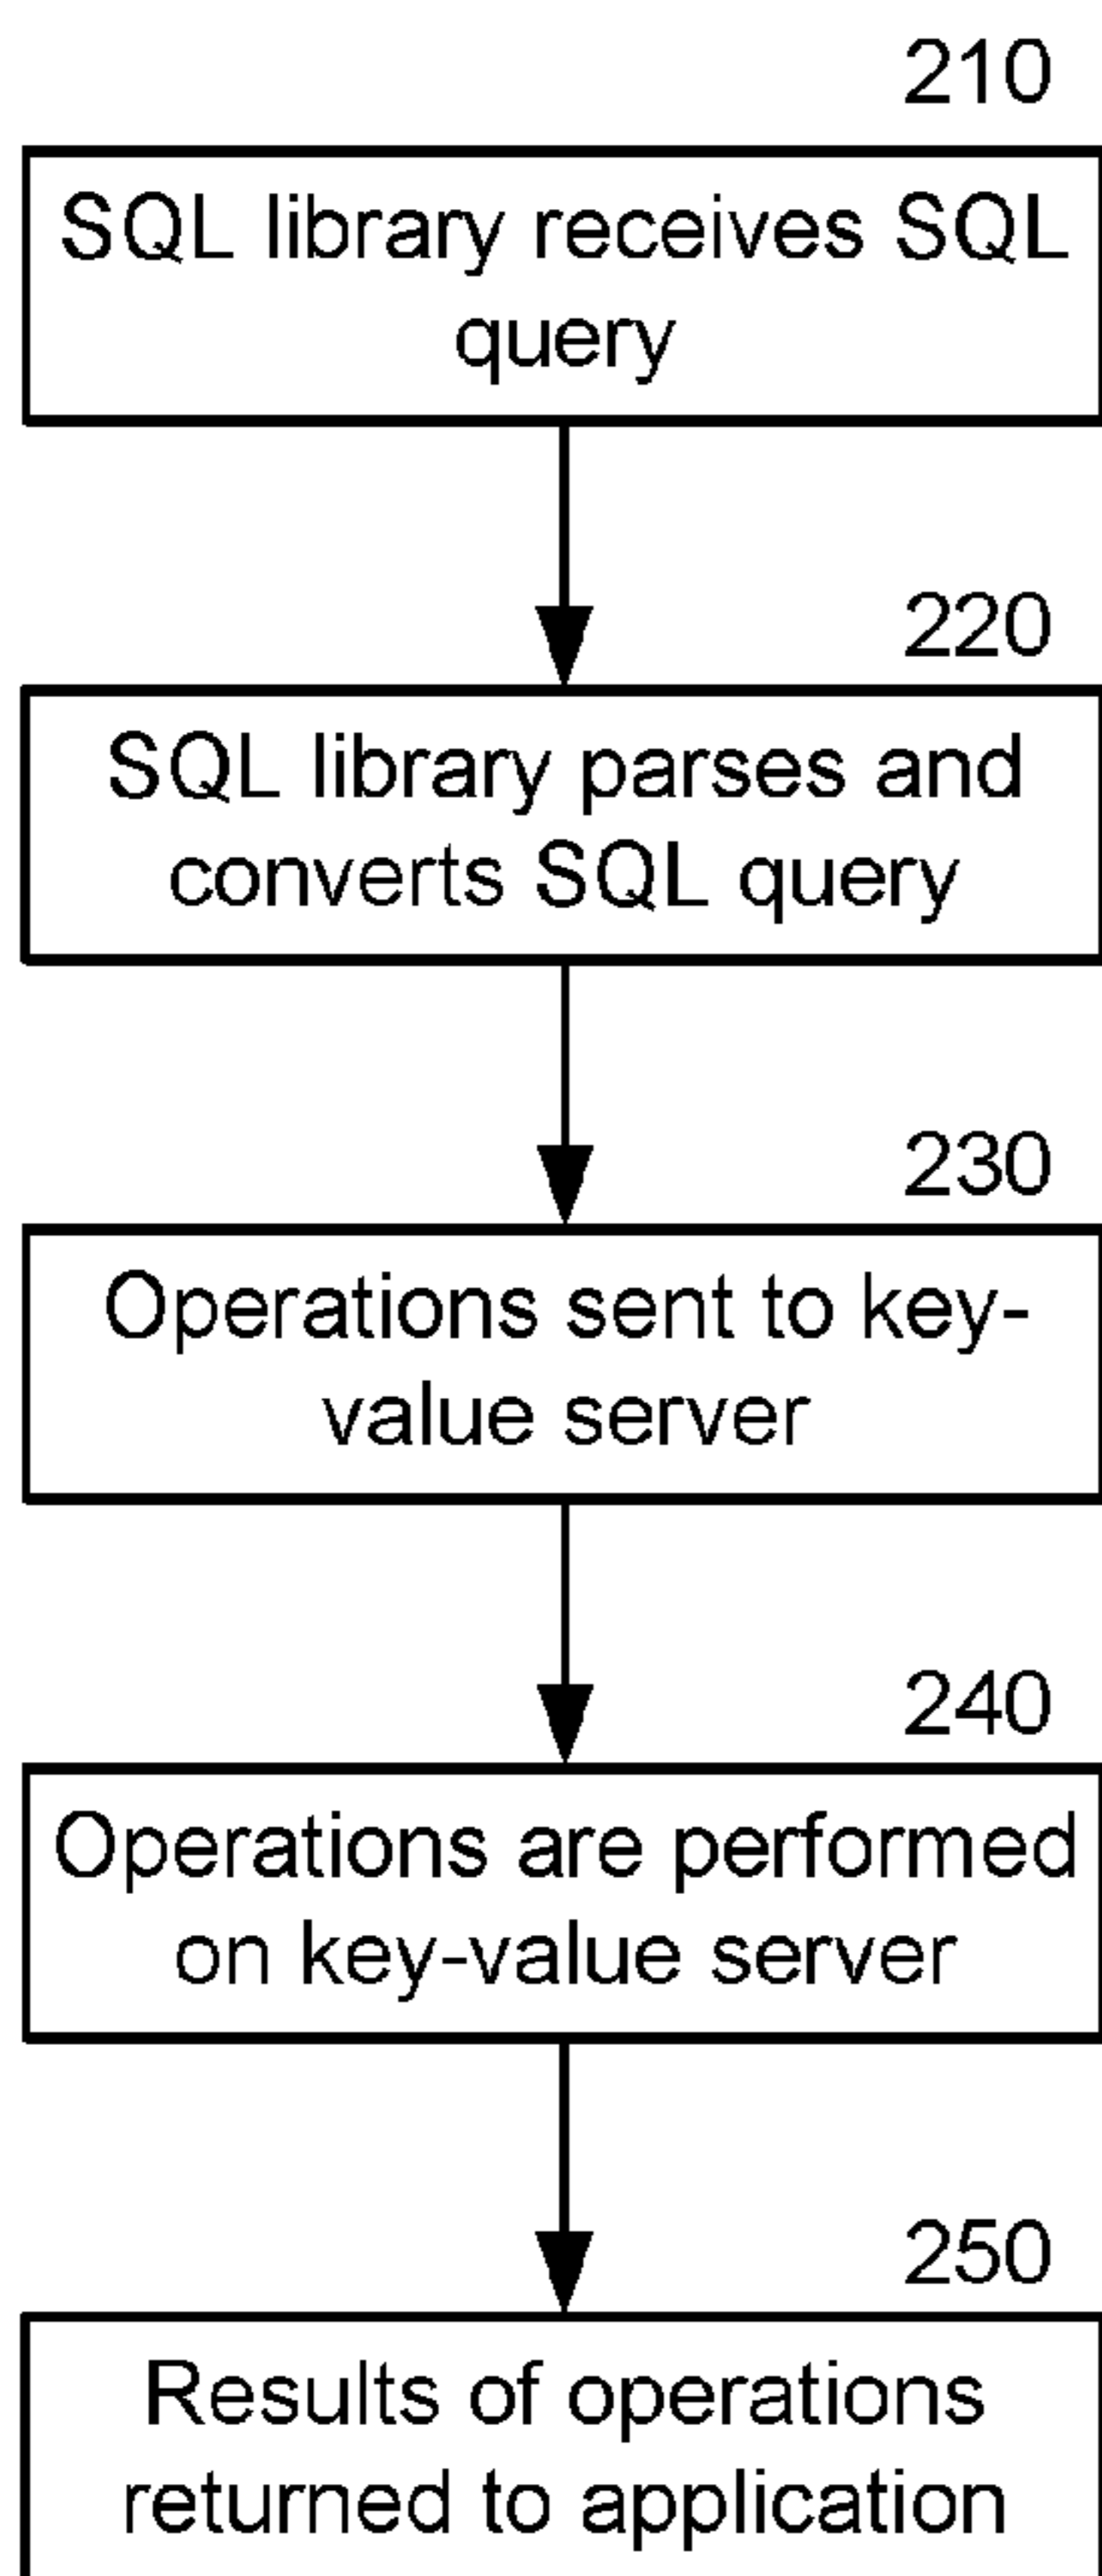 210
SQL library receives SQL
query
220
SQL library parses and
converts SQL query
230
Operations sent to key-
value server
240
Operations are performed
on key-value server
250
Results of operations
returned to application